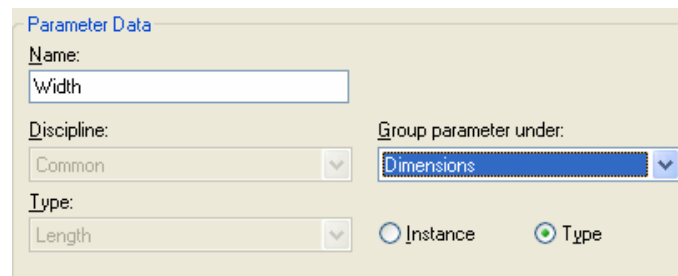 Parameter Data
Name:
Width
Discipline:
Group parameter under:
Common
Dimensions
Type:
Length
Instance
Type